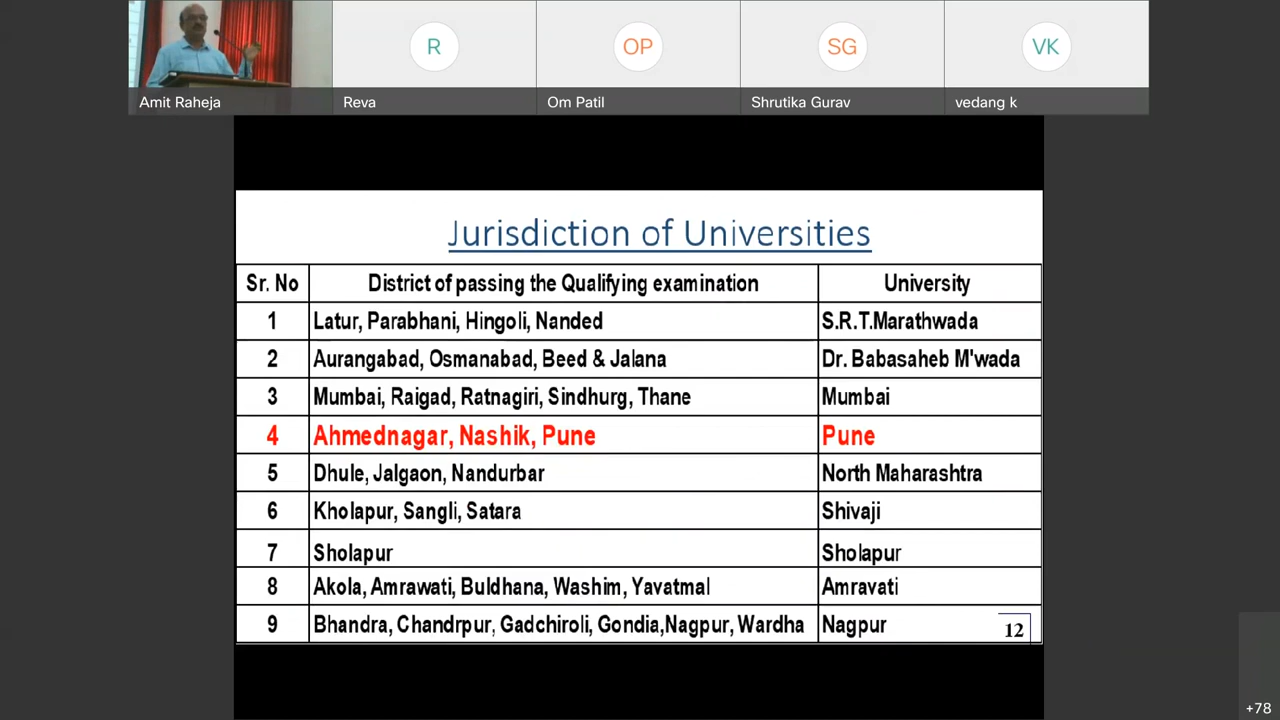 R
OP
SG
VK
Amit Raheja
Reva
Om Patil
Shrutika Gurav
vedang k
Jurisdiction of Universities
Sr. No District of passing the Qualifying examination University
1 Latur, Parabhani, Hingoli, Nanded S.R.T.Marathwada
2 Aurangabad, Osmanabad, Beed & Jalana Dr. Babasaheb M'wada
3 Mumbai, Raigad, Ratnagiri, Sindhurg, Thane Mumbai
4 Ahmednagar, Nashik, Pune Pune
5 Dhule, Jalgaon, Nandurbar North Maharashtra
6 Kholapur, Sangli, Satara Shivaji
7 Sholapur Sholapur
8 Akola, Amrawati, Buldhana, Washim, Yavatmal Amravati
9 Bhandra, Chandrpur, Gadchiroli, Gondia,Nagpur, Wardha Nagpur
12
+78